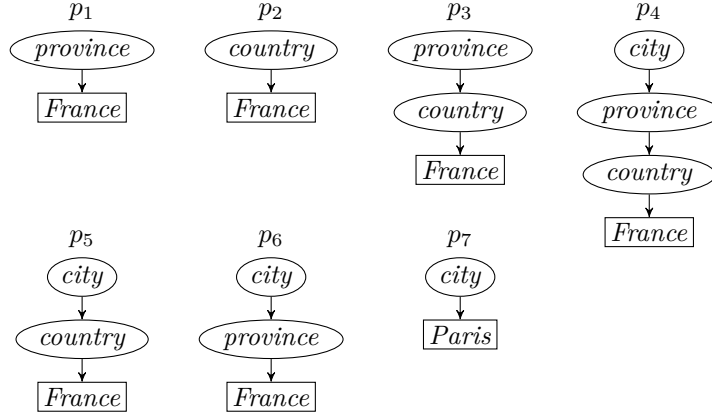 p1 p2 p3 p4
province country province city
France France country province
France country
France
p5 p6 p7
city city city
country province Paris
France France